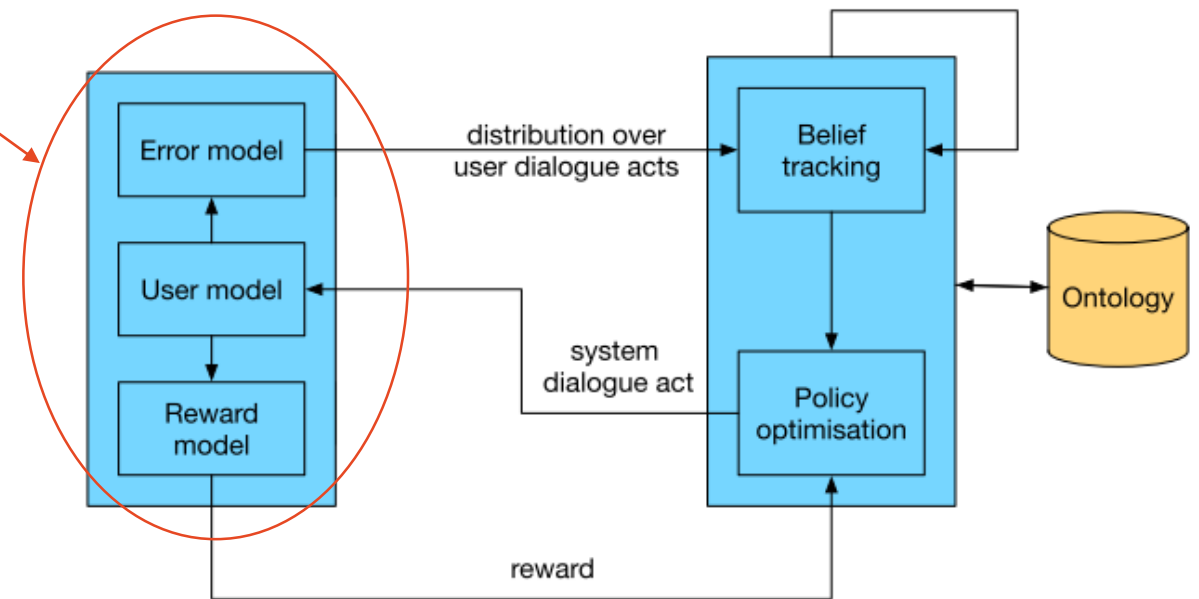 Error model
distribution over
user dialogue acts
Belief
tracking
User model
Ontology
system
dialogue act
Reward
model
Policy
optimisation
reward